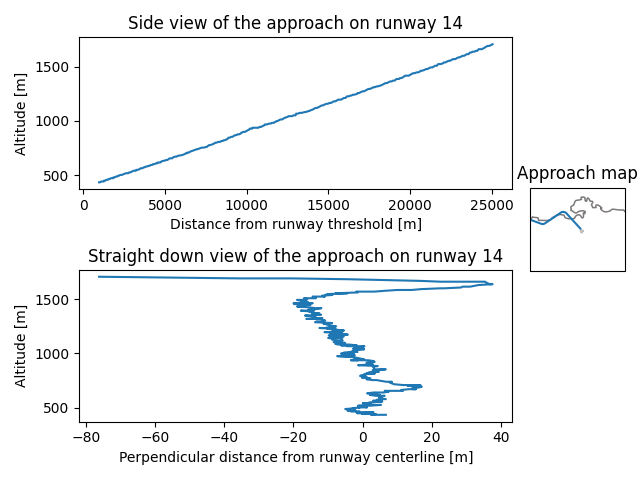 Side view of the approach on runway 14
Altitude [m]
1500
1000
500
0
5000
10000
15000
20000
25000
Distance from runway threshold [m]
Approach map
Straight down view of the approach on runway 14
Altitude [m]
1500
1000
500
−80
−60
−40
−20
0
20
40
Perpendicular distance from runway centerline [m]